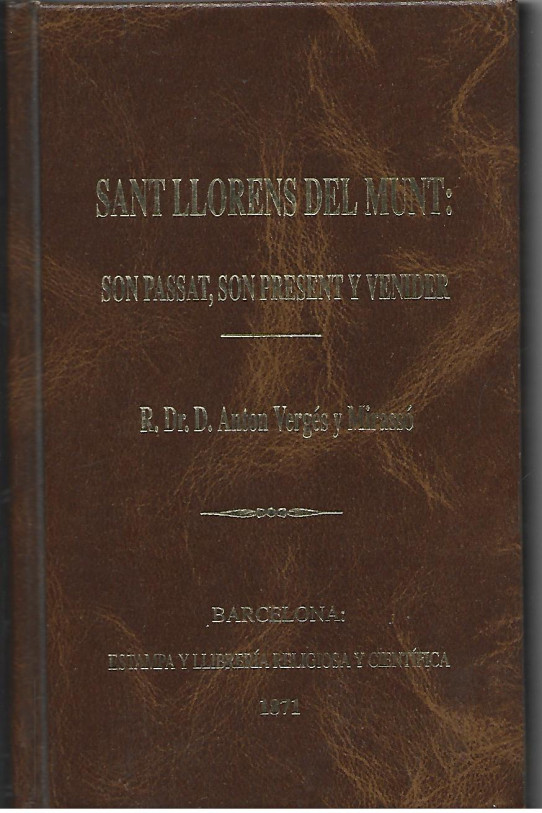 SANT LLORENS DEL MUNT:
SON PASSAT, SON PRESENT Y VENIDER
R. Dr. D. Anton Vergés y Mirassó
BARCELONA:
ESTAMPA Y LLIBRERÍA RELIGIOSA Y CIENTÍFICA
1871